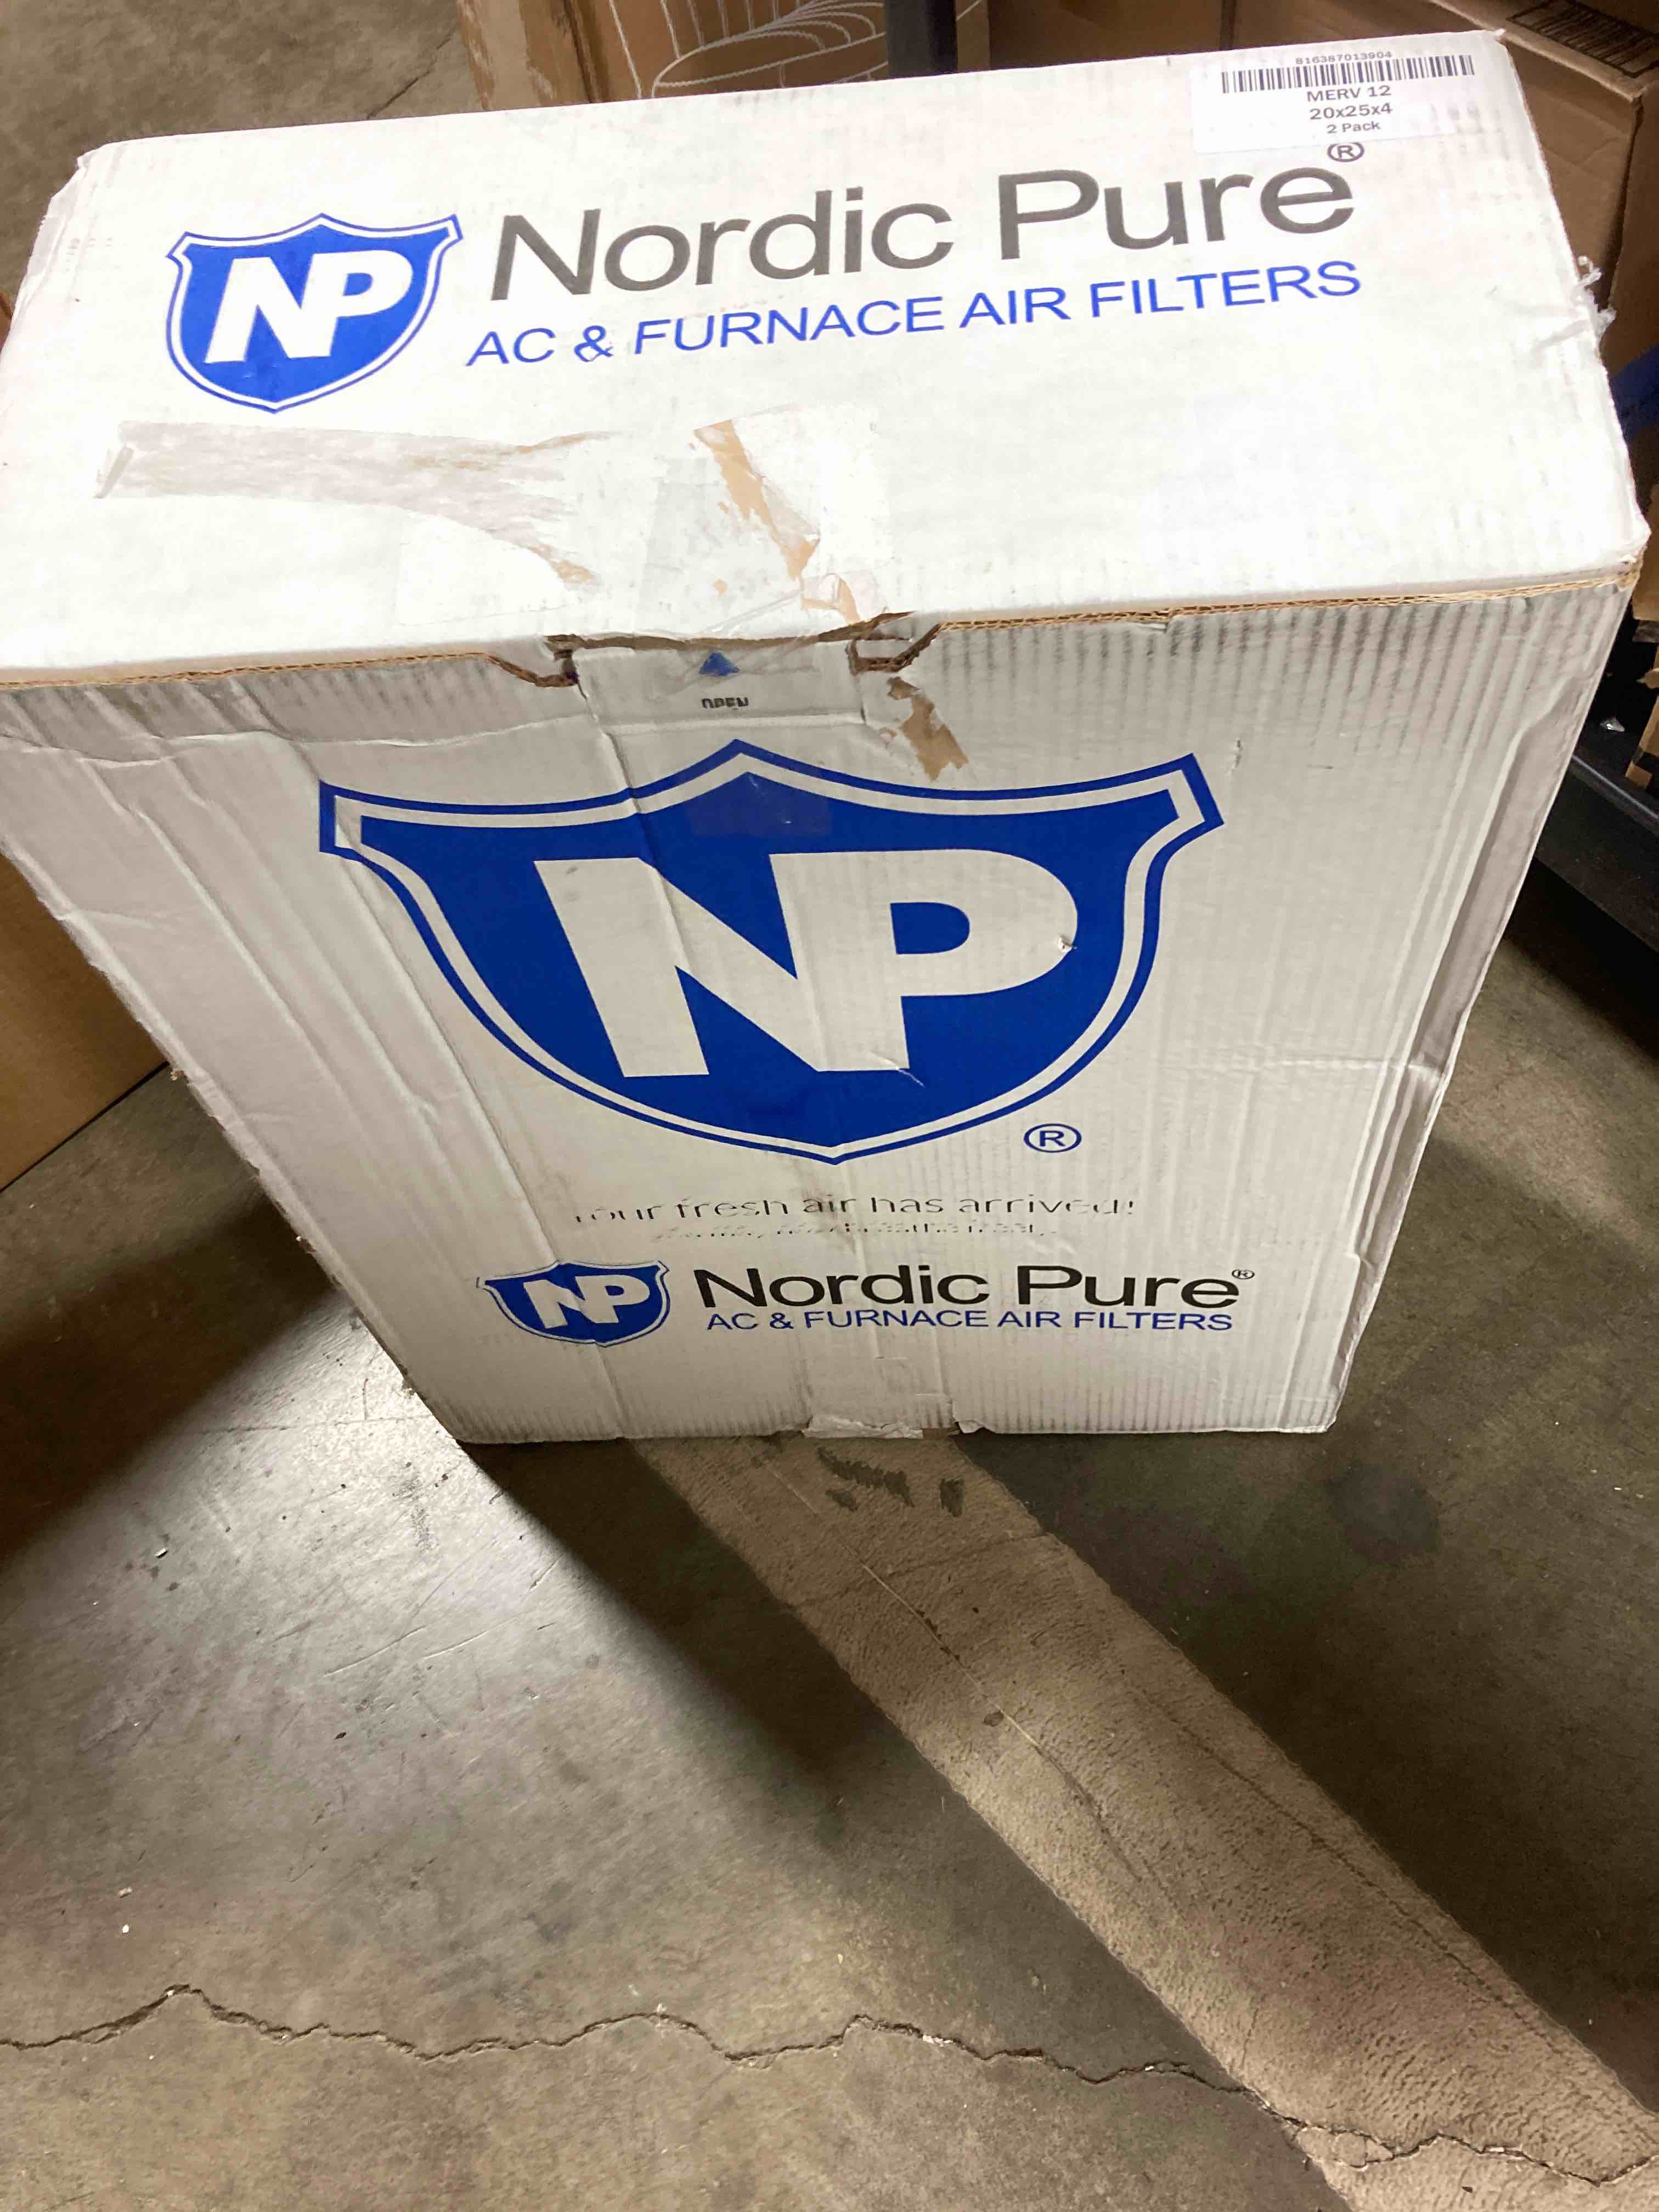 816387013904
MERV 12
20x25x4
2 Pack
NP Nordic Pure®
AC & FURNACE AIR FILTERS
OPEN
NP
®
Your fresh air has arrived!
NP Nordic Pure®
AC & FURNACE AIR FILTERS